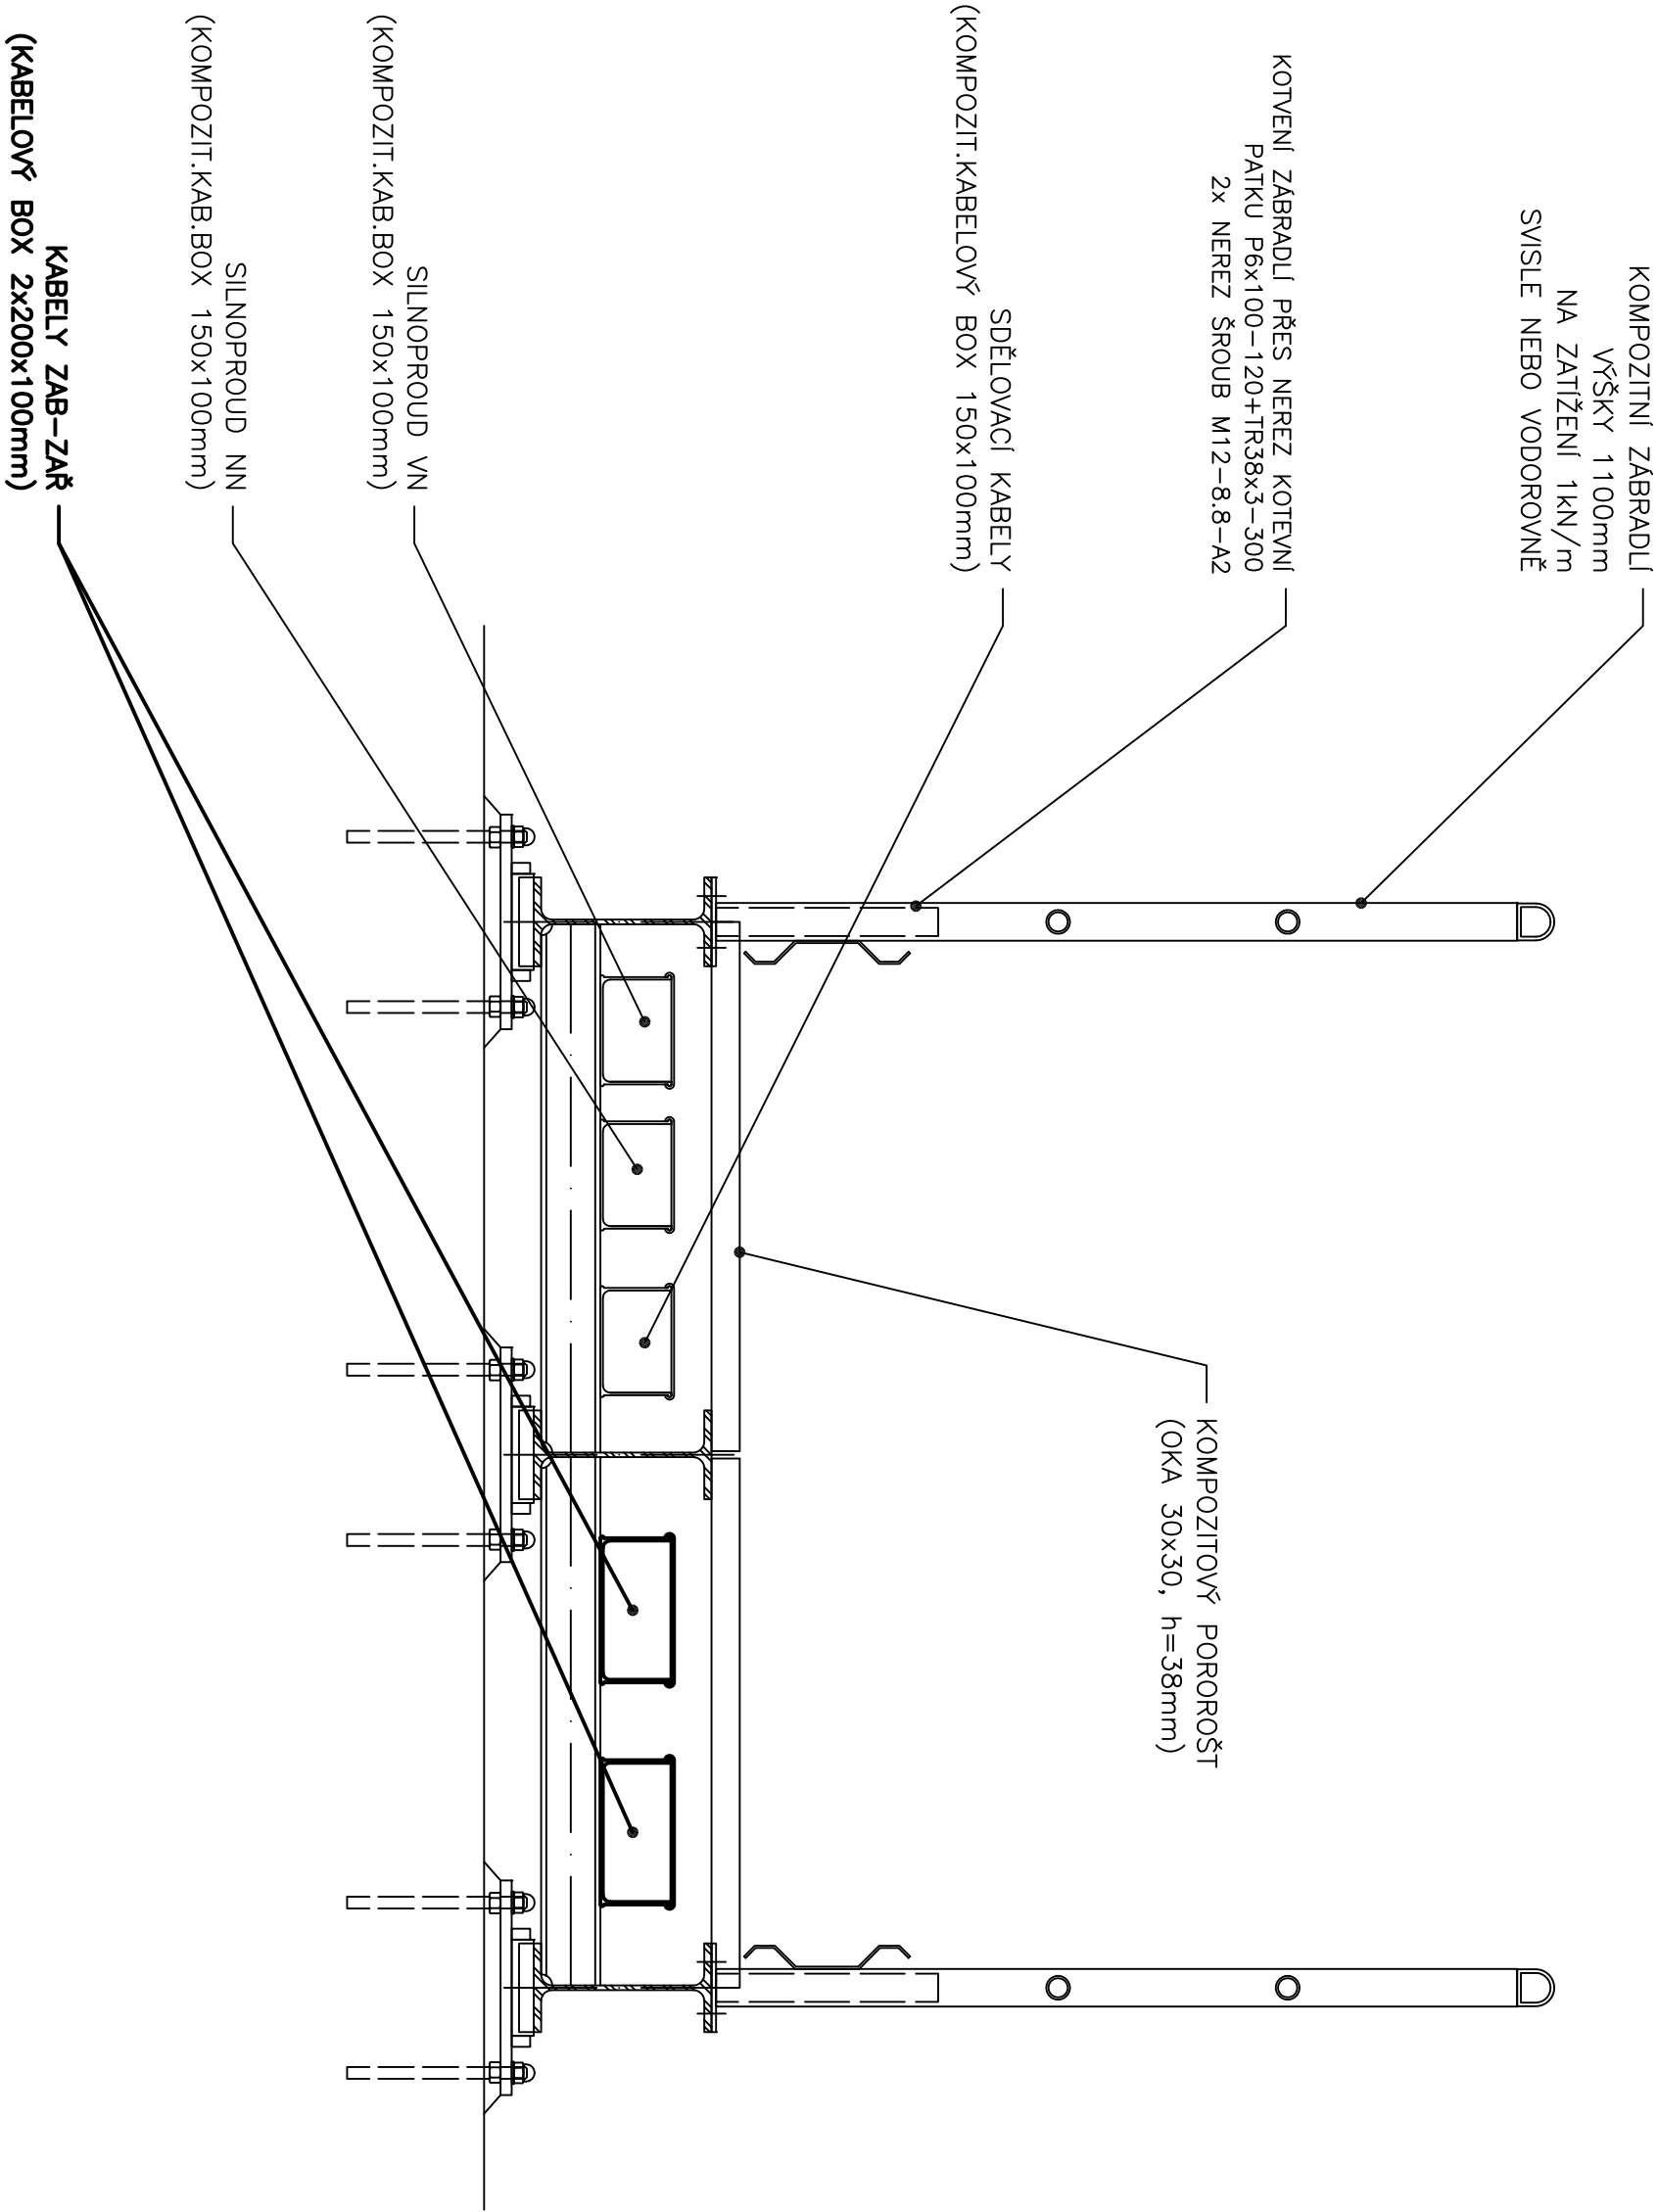 KOMPOZITNÍ ZÁBRADLÍ
VÝŠKY 1100mm
NA ZATÍŽENÍ 1kN/m
SVISLE NEBO VODOROVNĚ
KOTVENÍ ZÁBRADLÍ PŘES NEREZ KOTEVNÍ
PATKU P6x100-120+TR38x3-300
2x NEREZ ŠROUB M12-8.8-A2
SDĚLOVACÍ KABELY
(KOMPOZIT.KABELOVÝ BOX 150x100mm)
SILNOPROUD VN
(KOMPOZIT.KAB.BOX 150x100mm)
SILNOPROUD NN
(KOMPOZIT.KAB.BOX 150x100mm)
KABELY ZAB-ZAŘ
(KABELOVÝ BOX 2x200x100mm)
KOMPOZITOVÝ POROROŠT
(OKA 30x30, h=38mm)